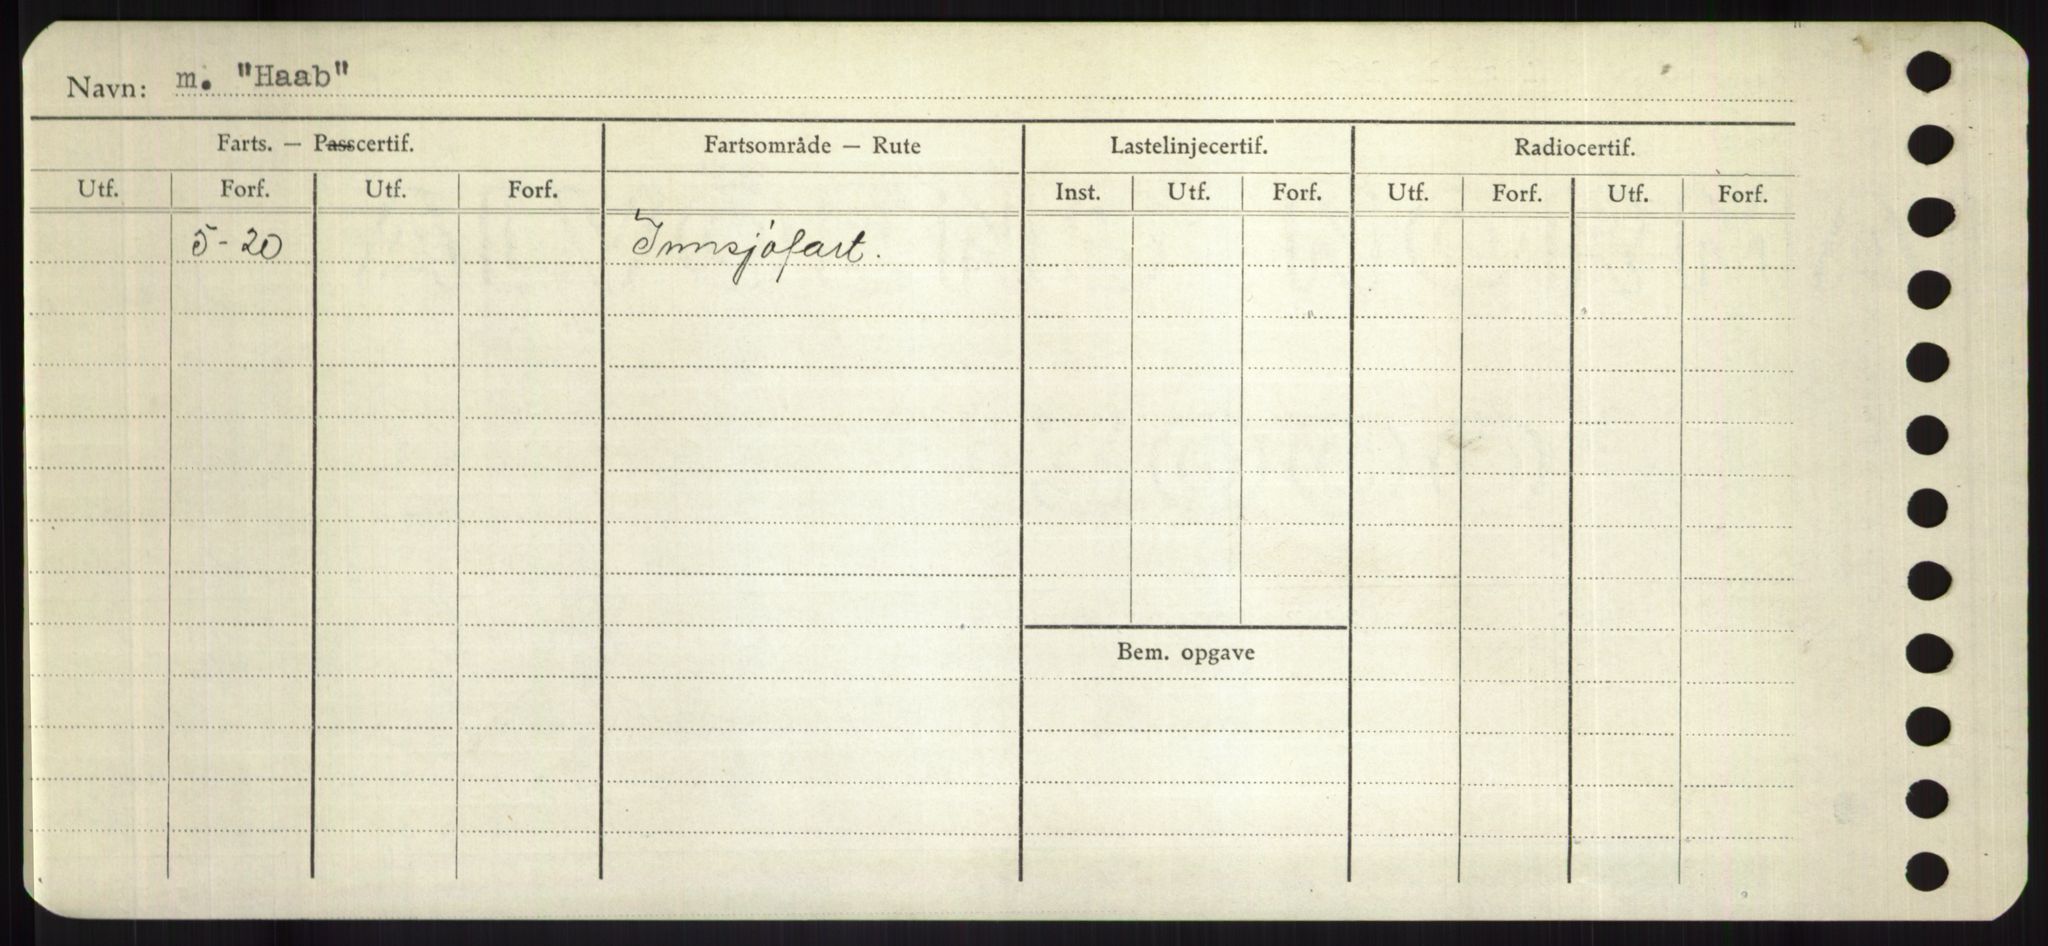 Navn: m. "Haab"
Farts. — Passcertif. Fartsområde — Rute Lastelinjecertif. Radiocertif.
Utf. Forf. Utf. Forf. Inst. Utf. Forf. Utf. Forf. Utf. Forf.
5-20 Innsjøfart.
Bem. opgave